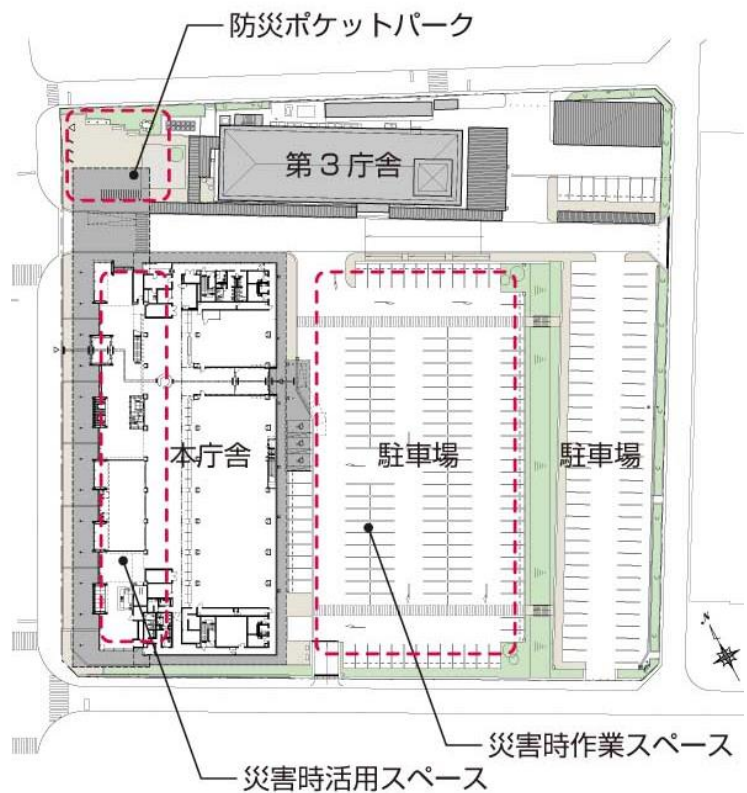 防災ポケットパーク
第3庁舎
本庁舎
駐車場
駐車場
N
災害時作業スペース
災害時活用スペース